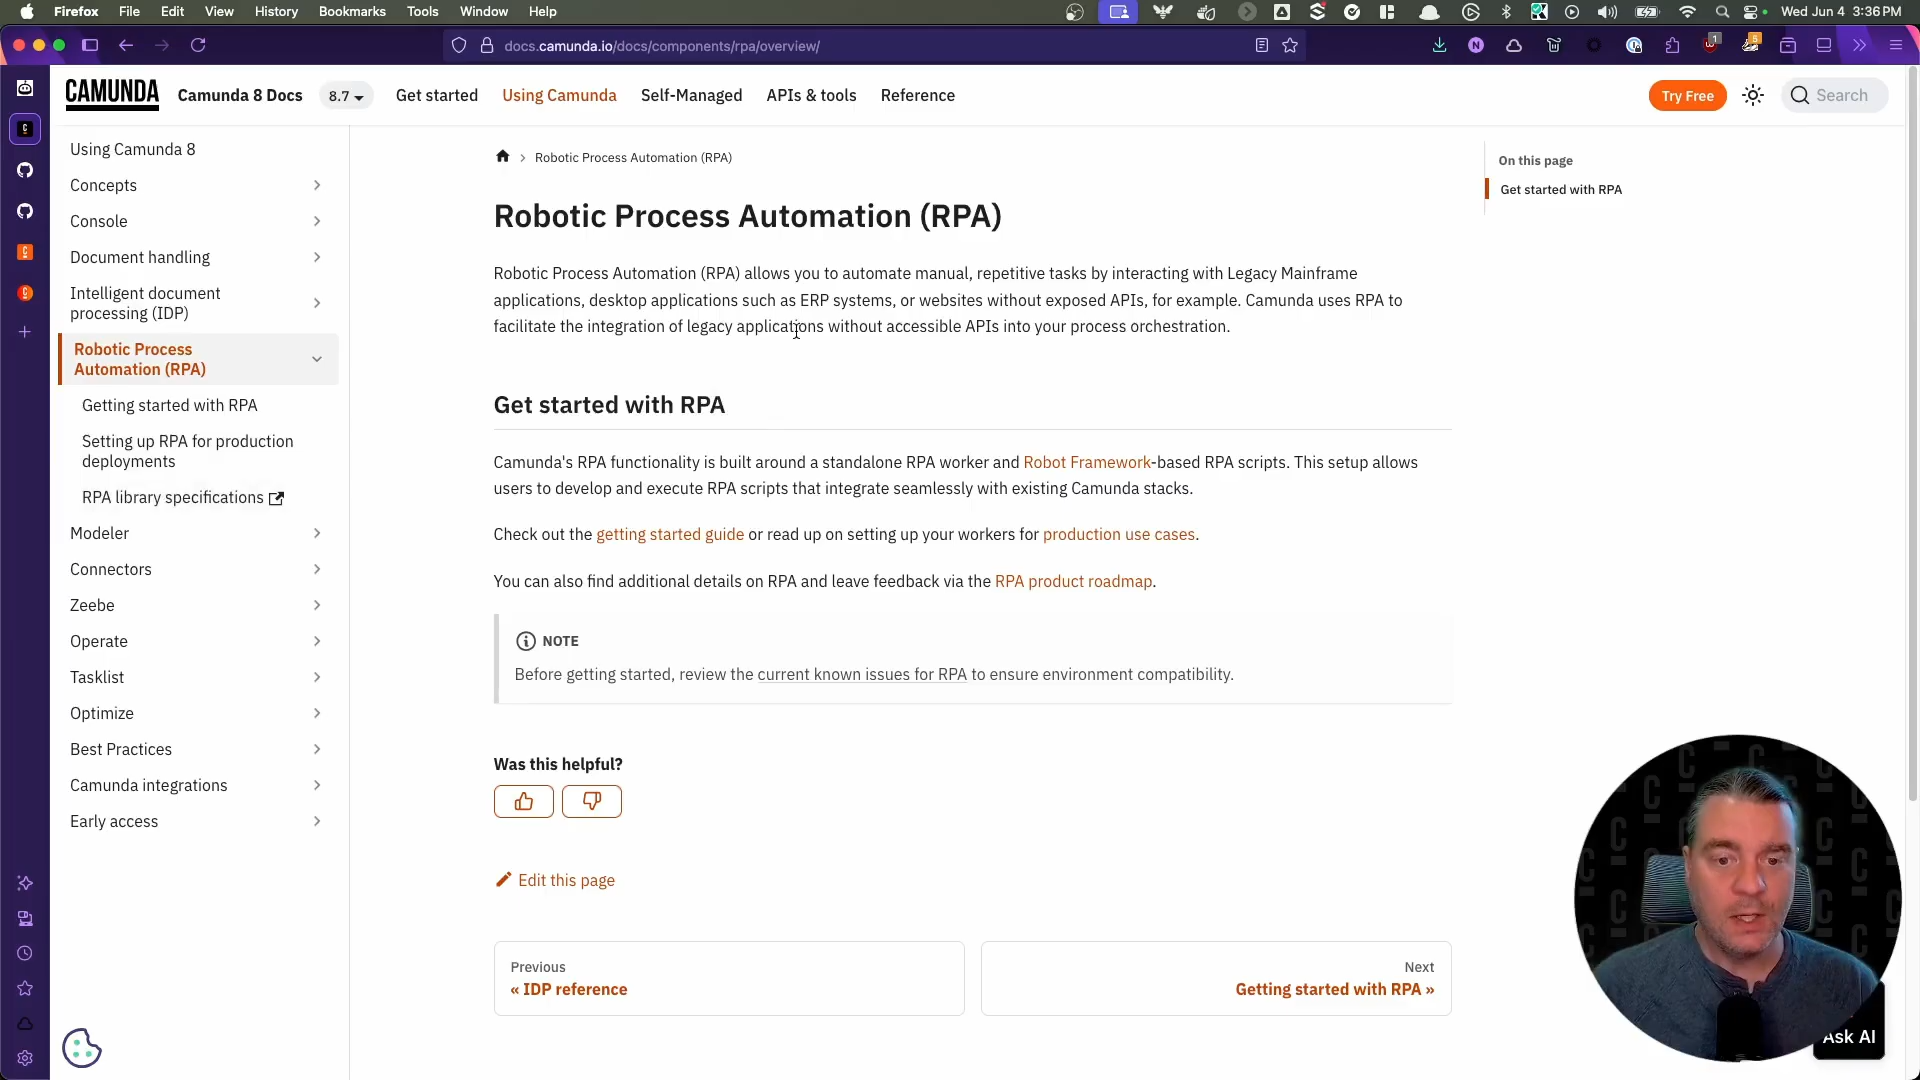 Firefox File Edit View History Bookmarks Tools Window Help Wed Jun 4 3:36 PM
docs.camunda.io/docs/components/rpa/overview/
1
5
CAMUNDA Camunda 8 Docs 8.7 Get started Using Camunda Self-Managed APIs & tools Reference Try Free Search
Using Camunda 8
Concepts
Console
Document handling
Intelligent document
processing (IDP)
Robotic Process
Automation (RPA)
Getting started with RPA
Setting up RPA for production
deployments
RPA library specifications
Modeler
Connectors
Zeebe
Operate
Tasklist
Optimize
Best Practices
Camunda integrations
Early access
Robotic Process Automation (RPA)
Robotic Process Automation (RPA)
Robotic Process Automation (RPA) allows you to automate manual, repetitive tasks by interacting with Legacy Mainframe
applications, desktop applications such as ERP systems, or websites without exposed APIs, for example. Camunda uses RPA to
facilitate the integration of legacy applications without accessible APIs into your process orchestration.
Get started with RPA
Camunda's RPA functionality is built around a standalone RPA worker and Robot Framework-based RPA scripts. This setup allows
users to develop and execute RPA scripts that integrate seamlessly with existing Camunda stacks.
Check out the getting started guide or read up on setting up your workers for production use cases.
You can also find additional details on RPA and leave feedback via the RPA product roadmap.
NOTE
Before getting started, review the current known issues for RPA to ensure environment compatibility.
Was this helpful?
Edit this page
Previous
« IDP reference
Next
Getting started with RPA »
On this page
Get started with RPA
Ask AI